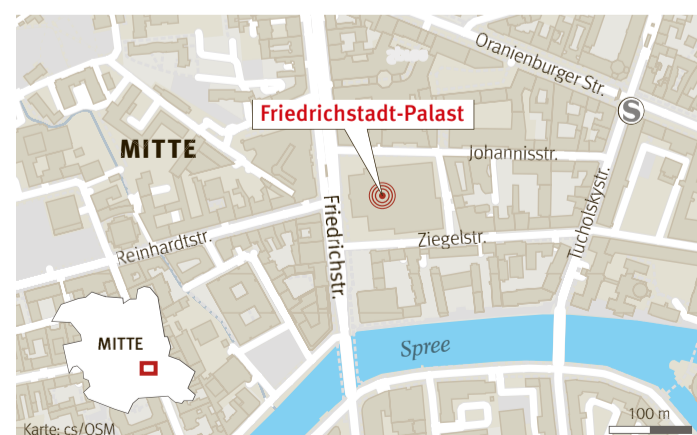 Oranienburger Str.
S
Friedrichstadt-Palast
MITTE
Johannisstr.
Friedrichstr.
Tucholskystr.
Reinhardtstr.
Ziegelstr.
MITTE
Spree
100 m
Karte: cs/OSM